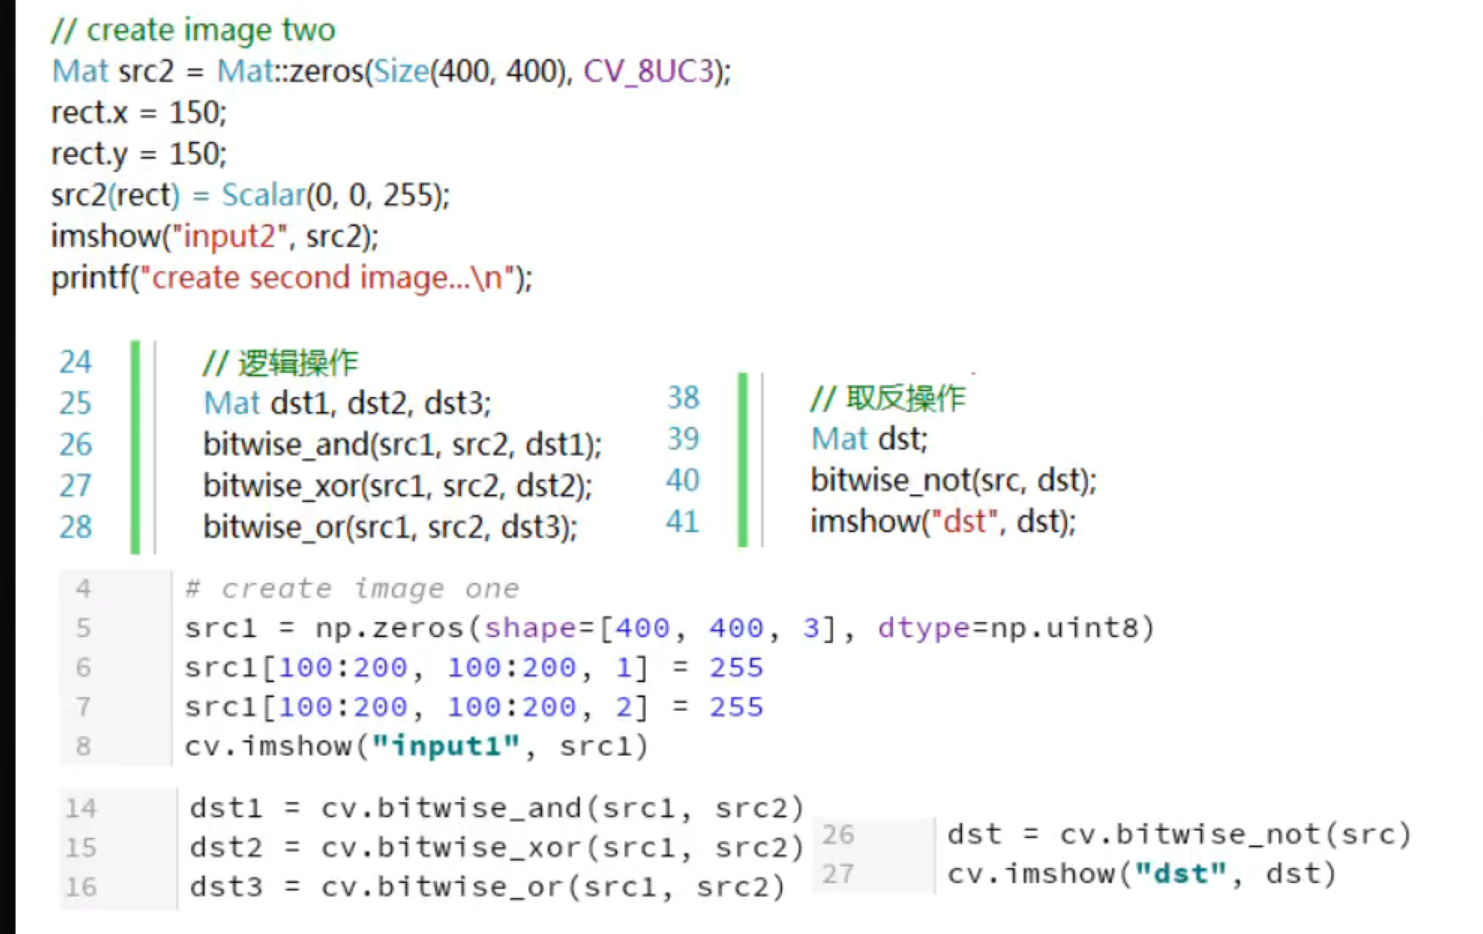 // create image two
Mat src2 = Mat::zeros(Size(400, 400), CV_8UC3);
rect.x = 150;
rect.y = 150;
src2(rect) = Scalar(0, 0, 255);
imshow("input2", src2);
printf("create second image...\n");
24 // 逻辑操作
25 Mat dst1, dst2, dst3;
26 bitwise_and(src1, src2, dst1);
27 bitwise_xor(src1, src2, dst2);
28 bitwise_or(src1, src2, dst3);
38 // 取反操作
39 Mat dst;
40 bitwise_not(src, dst);
41 imshow("dst", dst);
4 # create image one
5 src1 = np.zeros(shape=[400, 400, 3], dtype=np.uint8)
6 src1[100:200, 100:200, 1] = 255
7 src1[100:200, 100:200, 2] = 255
8 cv.imshow("input1", src1)
14 dst1 = cv.bitwise_and(src1, src2)
15 dst2 = cv.bitwise_xor(src1, src2)
16 dst3 = cv.bitwise_or(src1, src2)
26 dst = cv.bitwise_not(src)
27 cv.imshow("dst", dst)